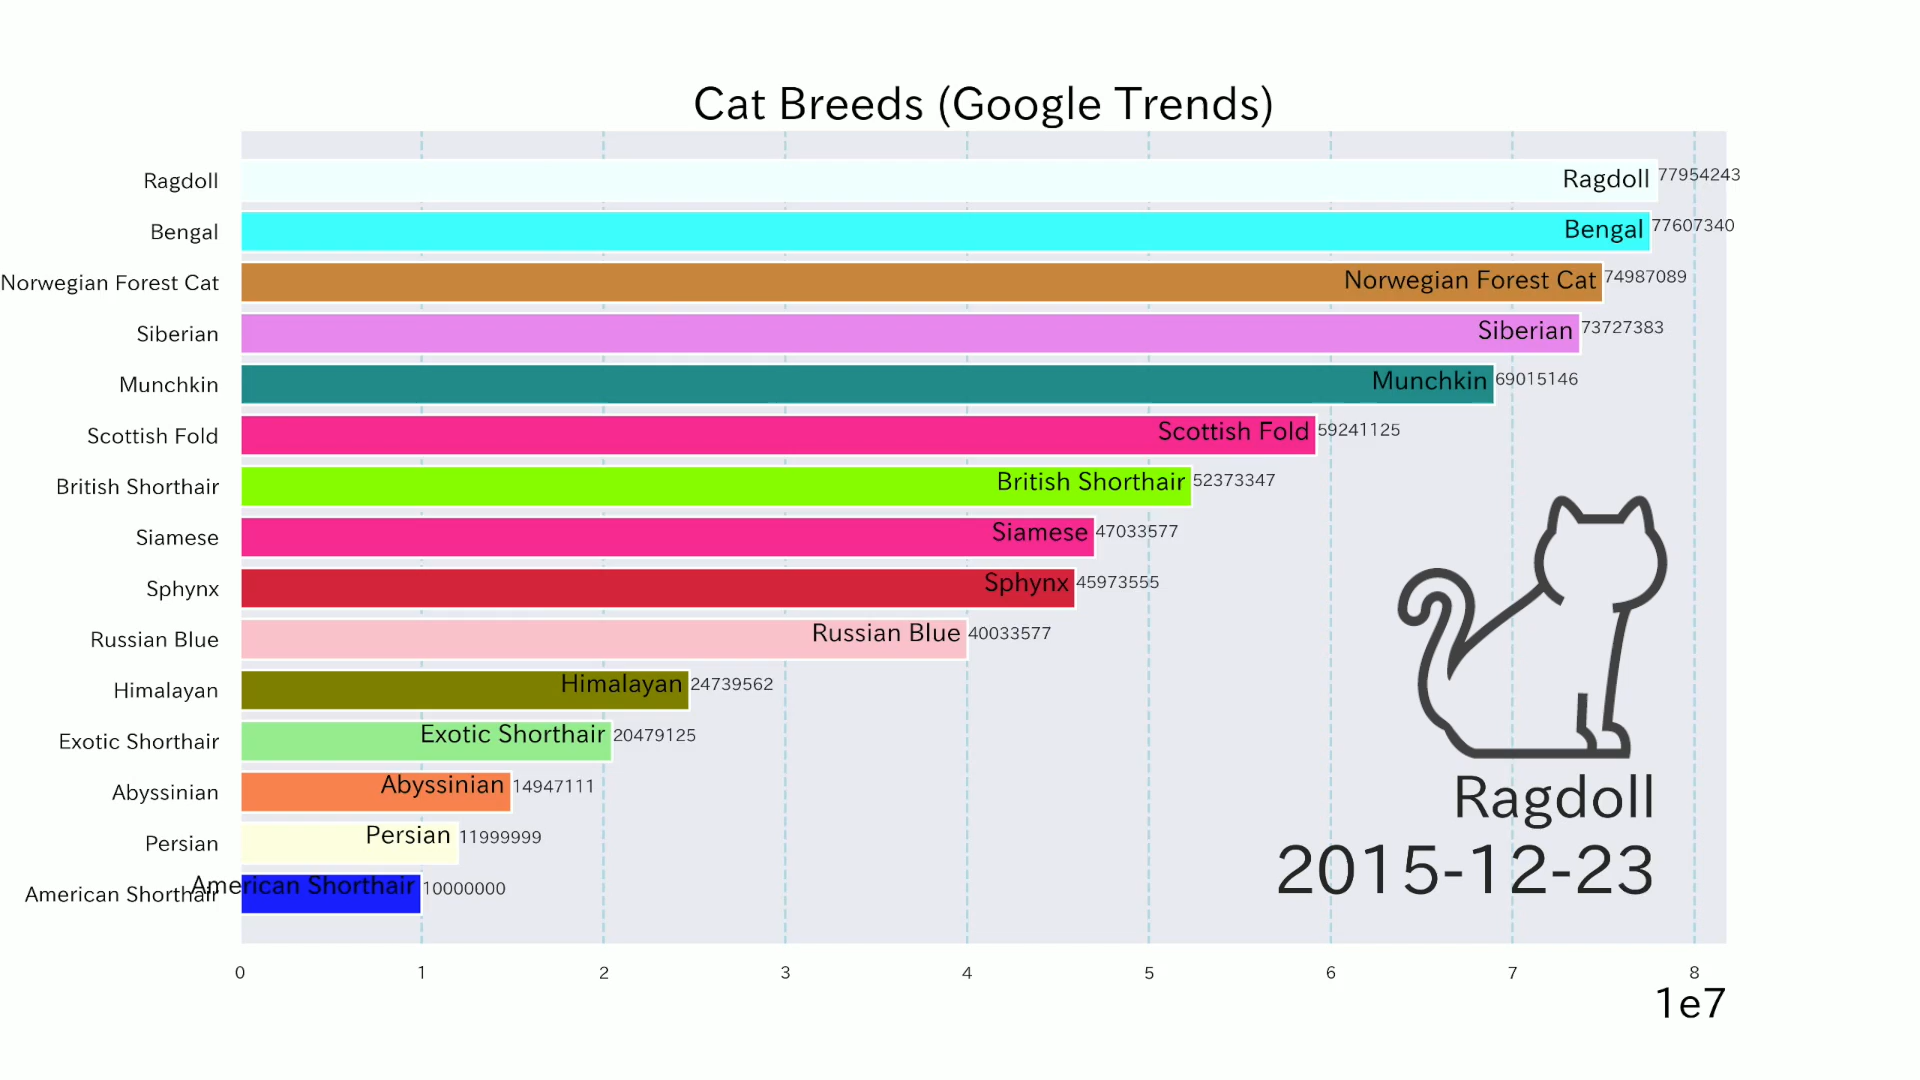 Cat Breeds (Google Trends)
Ragdoll Ragdoll 77954243
Bengal Bengal 77607340
Norwegian Forest Cat Norwegian Forest Cat 74987089
Siberian Siberian 73727383
Munchkin Munchkin 69015146
Scottish Fold Scottish Fold 59241125
British Shorthair British Shorthair 52373347
Siamese Siamese 47033577
Sphynx Sphynx 45973555
Russian Blue Russian Blue 40033577
Himalayan Himalayan 24739562
Exotic Shorthair Exotic Shorthair 20479125
Abyssinian Abyssinian 14947111
Persian Persian 11999999
American Shorthair American Shorthair 10000000
Ragdoll
2015-12-23
0 1 2 3 4 5 6 7 8
1e7